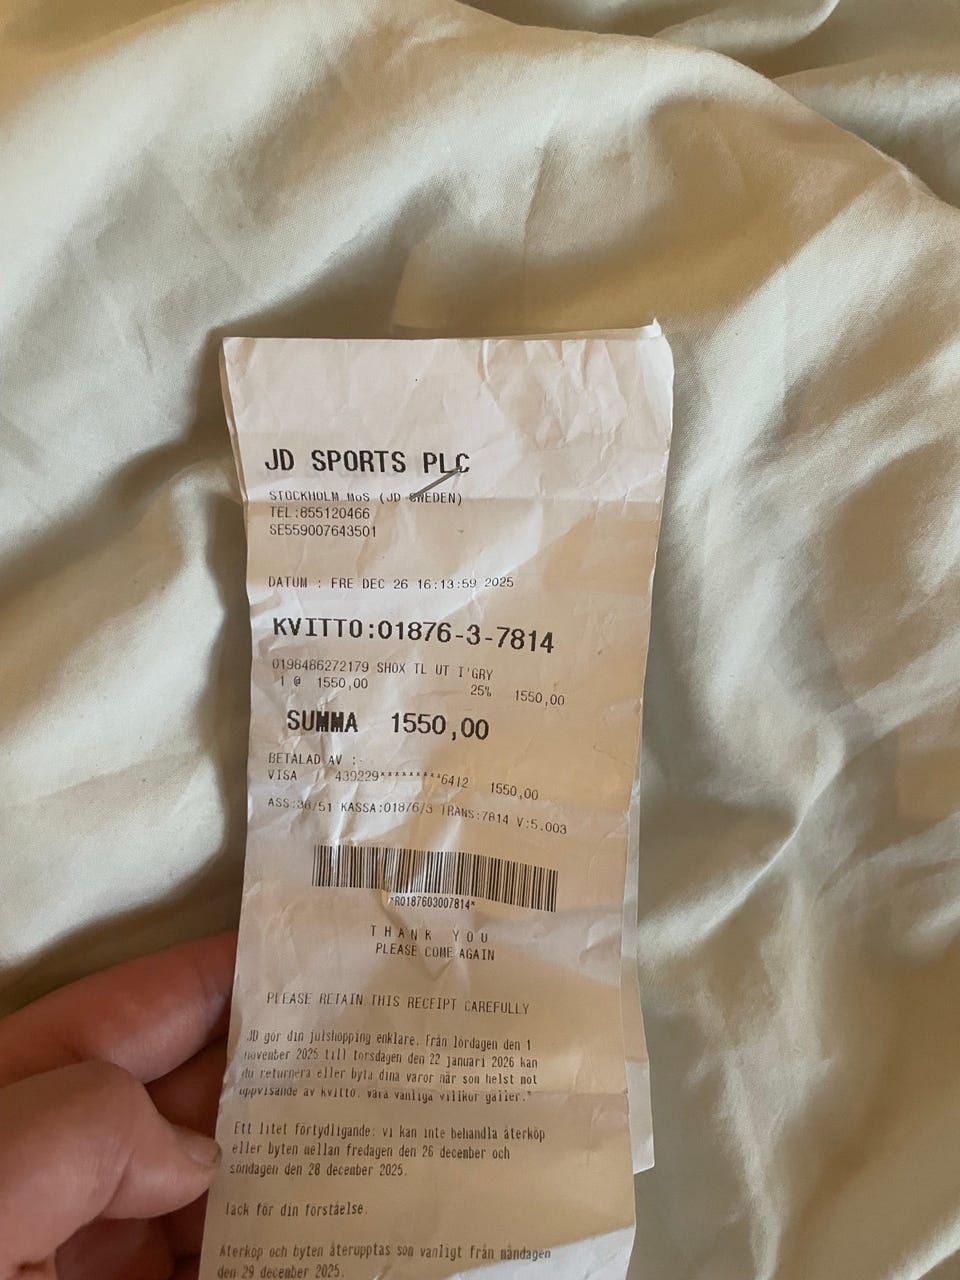 JD SPORTS PLC
STOCKHOLM MoS (JD SWEDEN)
TEL:855120466
SE559007643501
DATUM : FRE DEC 26 16:13:59 2025
KVITTO:01876-3-7814
0198486272179 SHOX TL UT I'GRY
1 @ 1550,00 25% 1550,00
SUMMA 1550,00
BETALAD AV :-
VISA 439229*********6412 1550,00
ASS:38/51 KASSA:01876/3 TRANS:7814 V:5.003
*R0187603007814*
THANK YOU
PLEASE COME AGAIN
PLEASE RETAIN THIS RECEIPT CAREFULLY
JD gör din julshopping enklare. Från lördagen den 1
november 2025 till torsdagen den 22 januari 2026 kan
du returnera eller byta dina varor när som helst mot
uppvisande av kvitto. våra vanliga villkor gäller."
Ett litet förtydligande: vi kan inte behandla återköp
eller byten mellan fredagen den 26 december och
söndagen den 28 december 2025.
Tack för din förståelse.
Återköp och byten återupptas som vanligt från måndagen
den 29 december 2025.